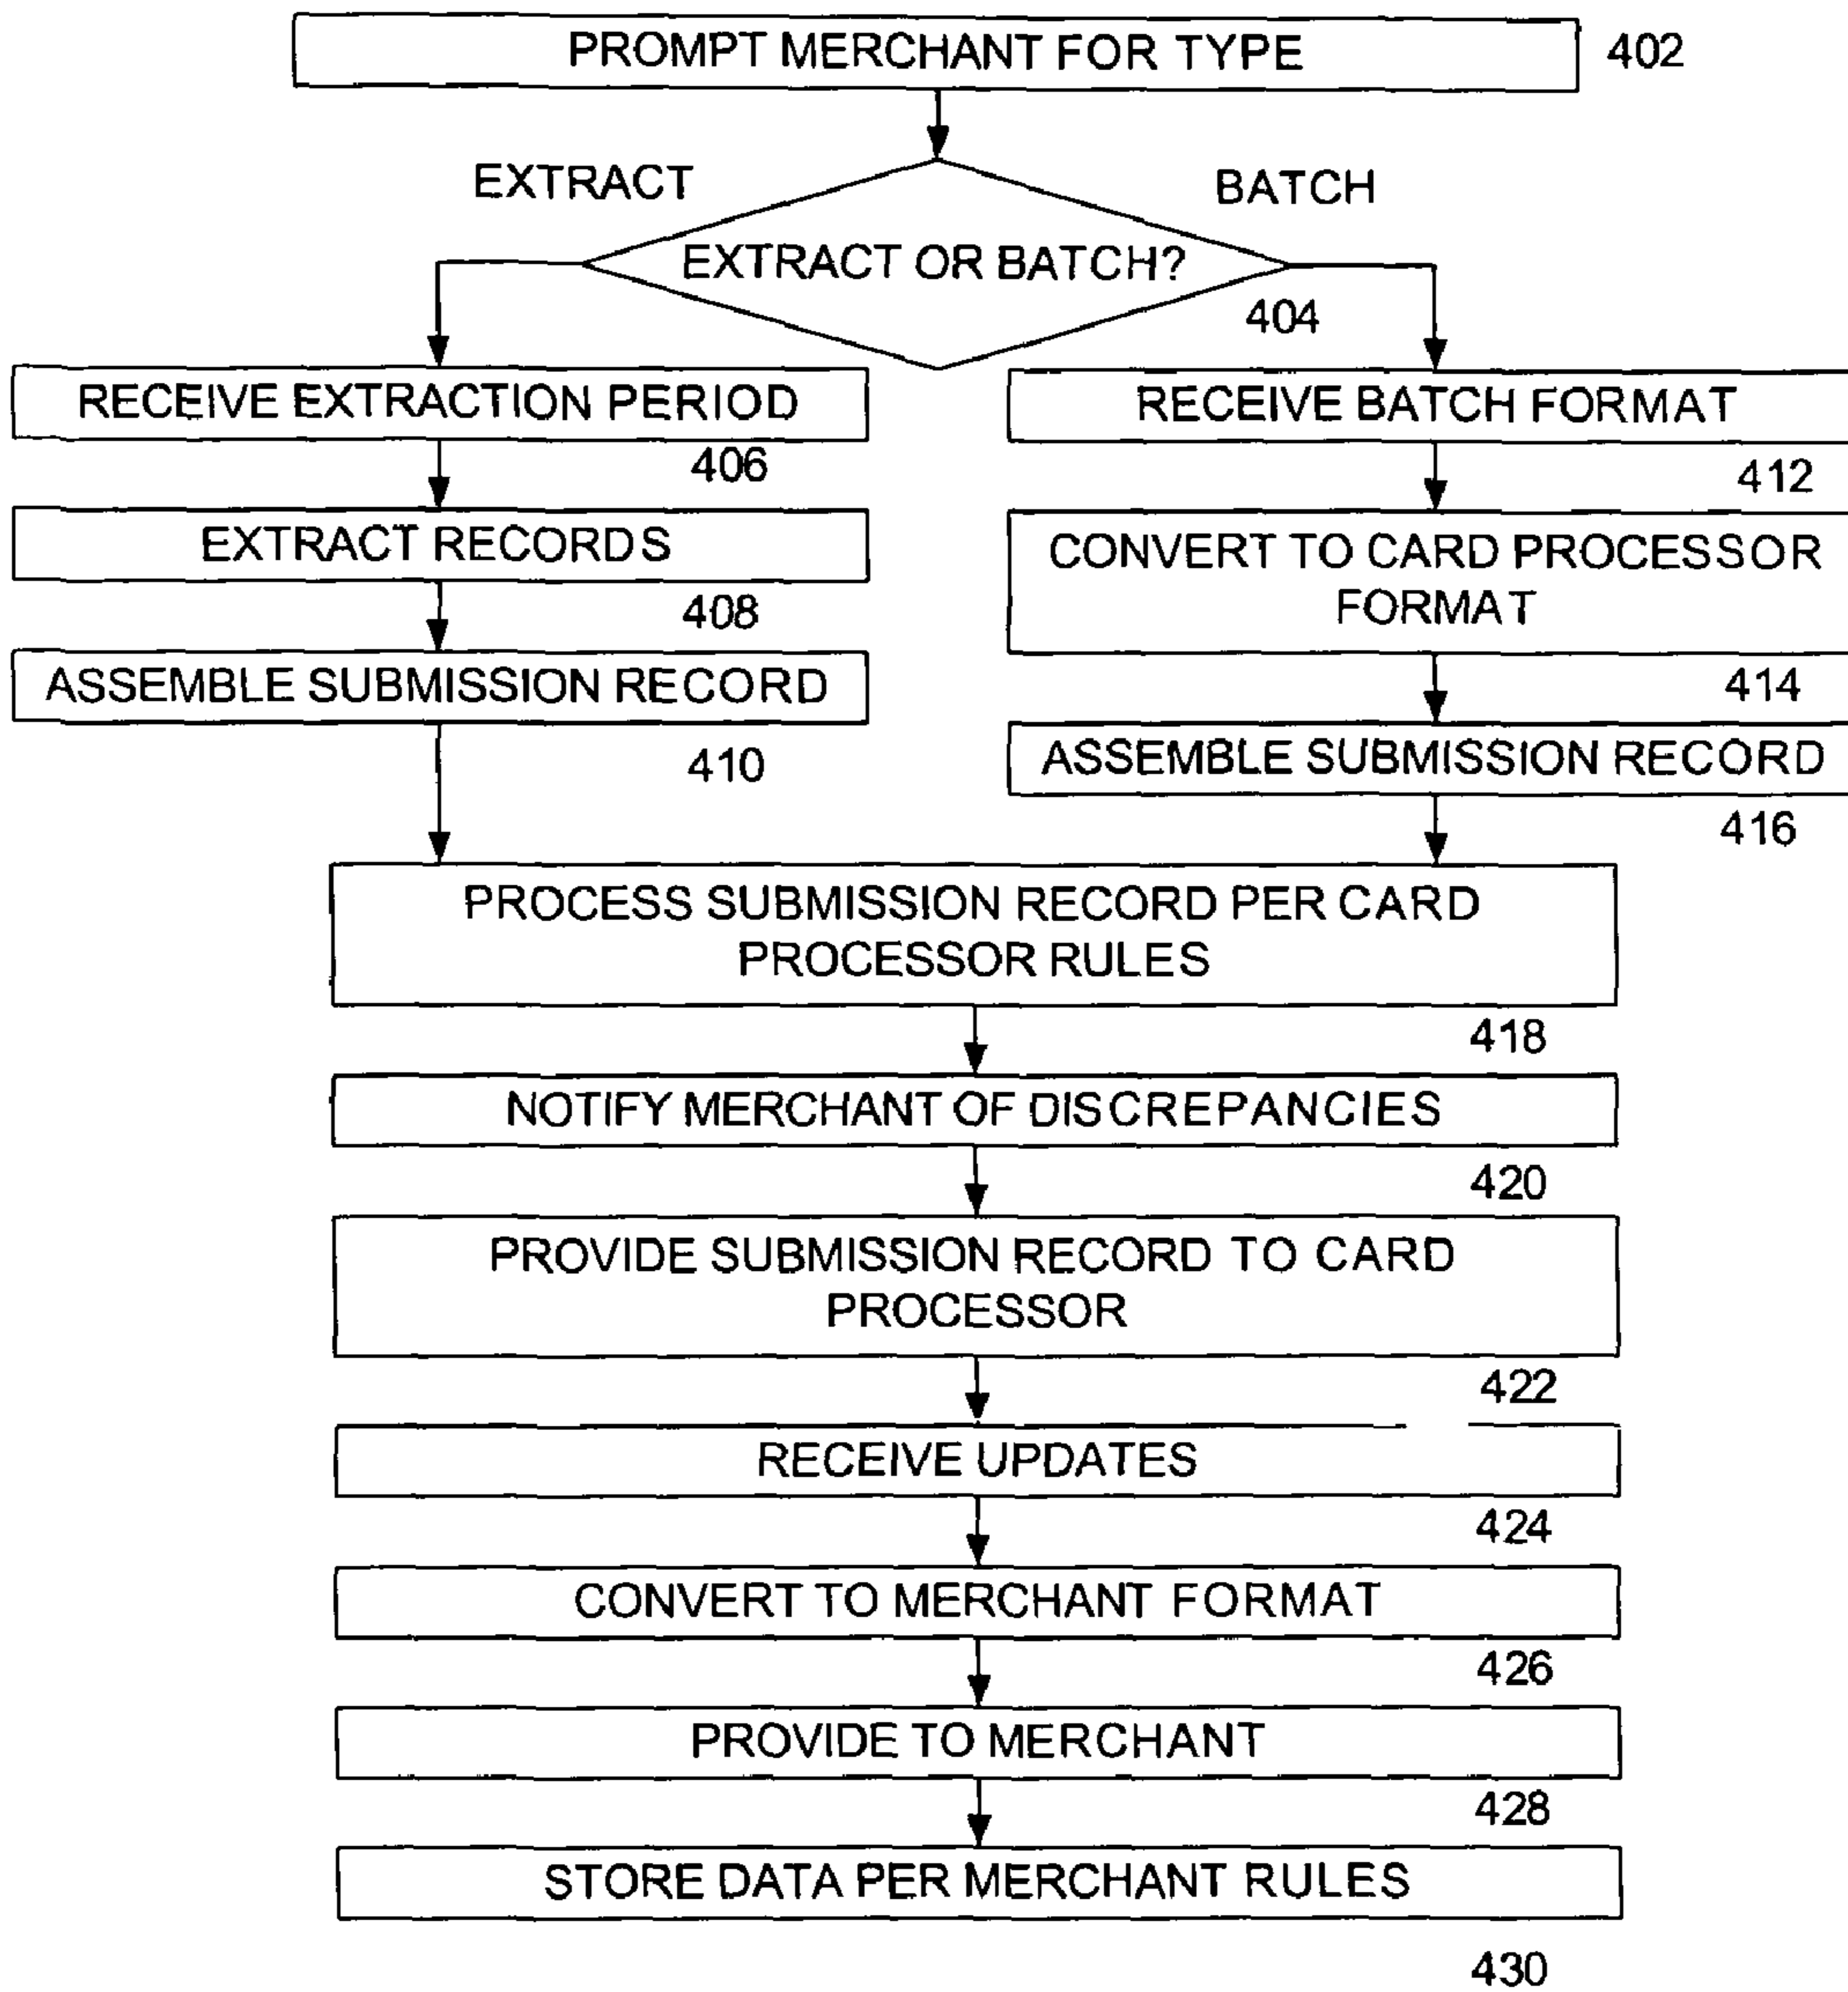 PROMPT MERCHANT FOR TYPE
402
EXTRACT
BATCH
EXTRACT OR BATCH?
404
RECEIVE EXTRACTION PERIOD
406
EXTRACT RECORDS
408
ASSEMBLE SUBMISSION RECORD
410
RECEIVE BATCH FORMAT
412
CONVERT TO CARD PROCESSOR
FORMAT
414
ASSEMBLE SUBMISSION RECORD
416
PROCESS SUBMISSION RECORD PER CARD
PROCESSOR RULES
418
NOTIFY MERCHANT OF DISCREPANCIES
420
PROVIDE SUBMISSION RECORD TO CARD
PROCESSOR
422
RECEIVE UPDATES
424
CONVERT TO MERCHANT FORMAT
426
PROVIDE TO MERCHANT
428
STORE DATA PER MERCHANT RULES
430